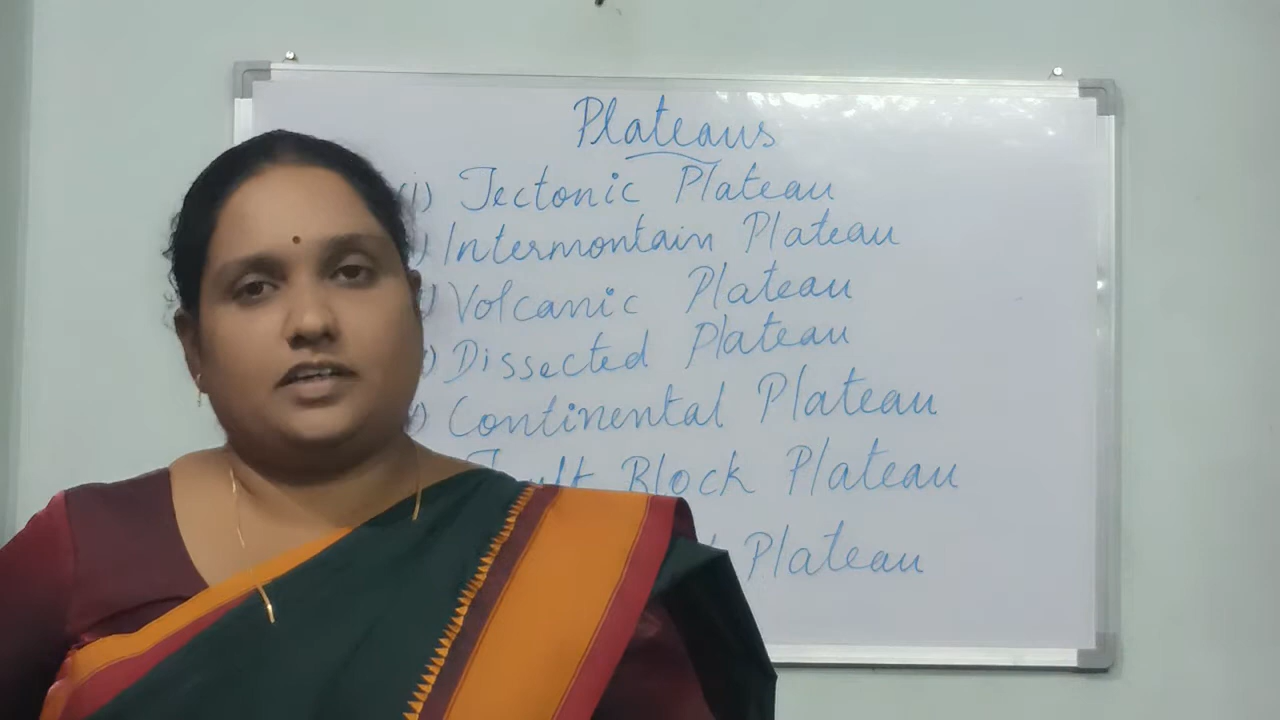 Plateaus
(1) Tectonic Plateau
) Intermontain Plateau
) Volcanic Plateau
) Dissected Plateau
) Continental Plateau
Block Plateau
Plateau